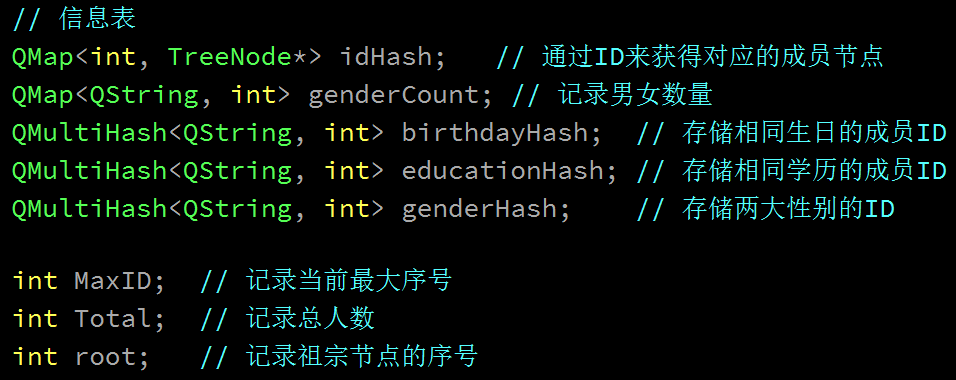 // 信息表
QMap<int, TreeNode*> idHash;   // 通过ID来获得对应的成员节点
QMap<QString, int> genderCount; // 记录男女数量
QMultiHash<QString, int> birthdayHash;  // 存储相同生日的成员ID
QMultiHash<QString, int> educationHash; // 存储相同学历的成员ID
QMultiHash<QString, int> genderHash;    // 存储两大性别的ID
int MaxID;  // 记录当前最大序号
int Total;  // 记录总人数
int root;   // 记录祖宗节点的序号